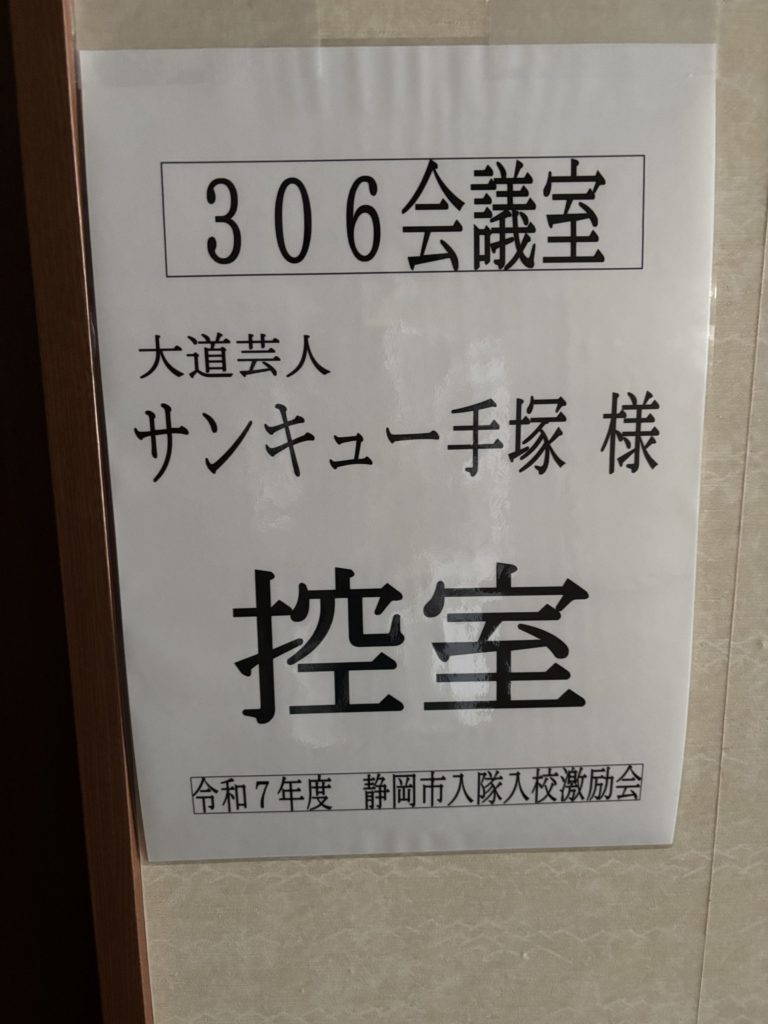 306会議室
大道芸人
サンキュー手塚 様
控室
令和7年度 静岡市入隊入校激励会